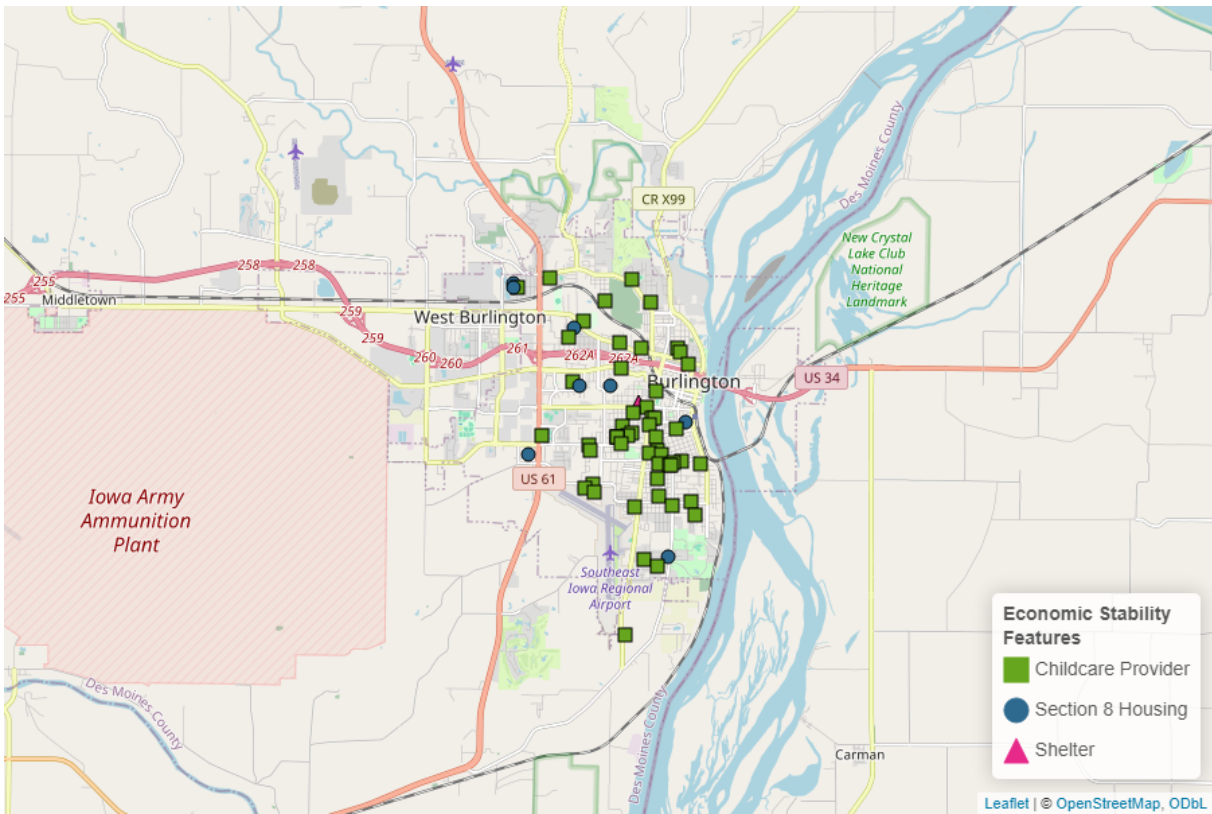 CR X99
Des Moines County
New Crystal
Lake Club
National
Heritage
Landmark
258
258
255
255
Middletown
259
259
West Burlington
260
260
261
262A
262A
US 34
Burlington
US 61
Iowa Army
Ammunition
Plant
Southeast
Iowa Regional
Airport
Des Moines County
Des Moines County
Carman
Economic Stability
Features
Childcare Provider
Section 8 Housing
Shelter
Leaflet | © OpenStreetMap, ODbL